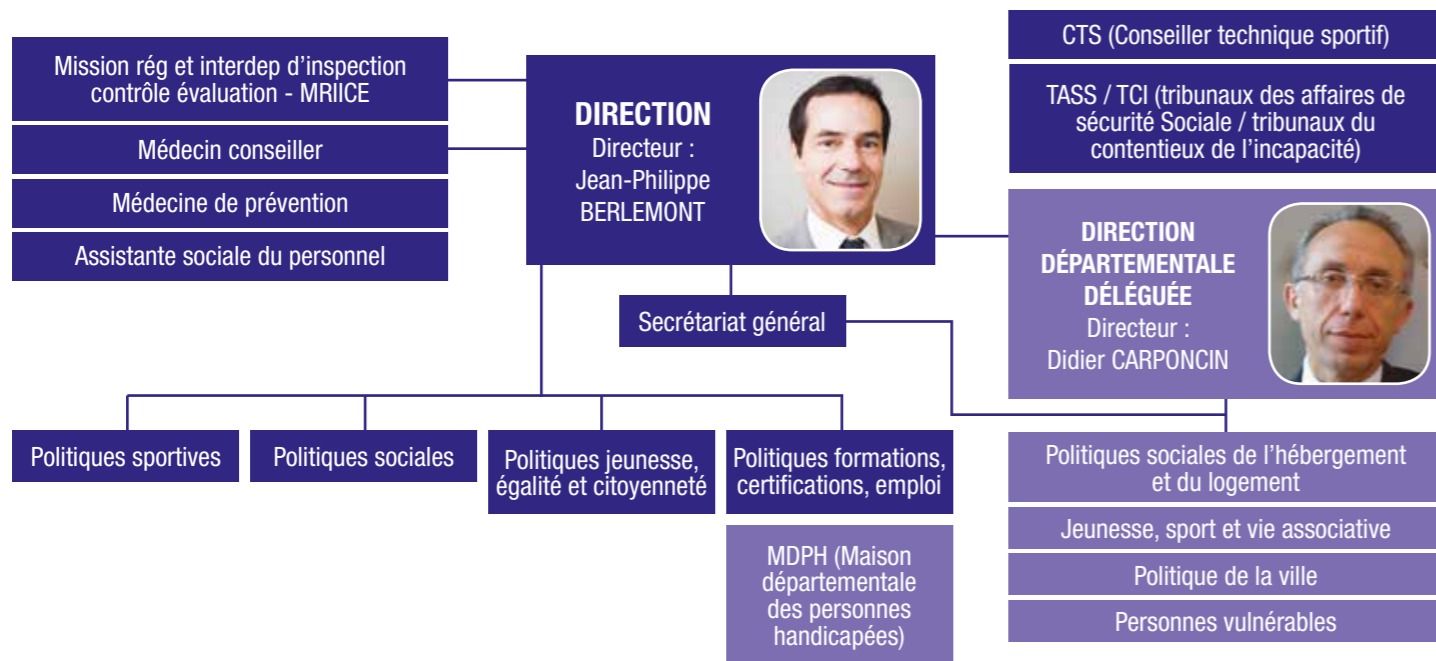 Mission rég et interdep d'inspection
contrôle évaluation - MRIICE
Médecin conseiller
Médecine de prévention
Assistante sociale du personnel
DIRECTION
Directeur :
Jean-Philippe
BERLEMONT
CTS (Conseiller technique sportif)
TASS / TCI (tribunaux des affaires de
sécurité Sociale / tribunaux du
contentieux de l'incapacité)
DIRECTION
DÉPARTEMENTALE
DÉLÉGUÉE
Directeur :
Didier CARPONCIN
Secrétariat général
Politiques sportives
Politiques sociales
Politiques jeunesse,
égalité et citoyenneté
Politiques formations,
certifications, emploi
MDPH (Maison
départementale
des personnes
handicapées)
Politiques sociales de l'hébergement
et du logement
Jeunesse, sport et vie associative
Politique de la ville
Personnes vulnérables